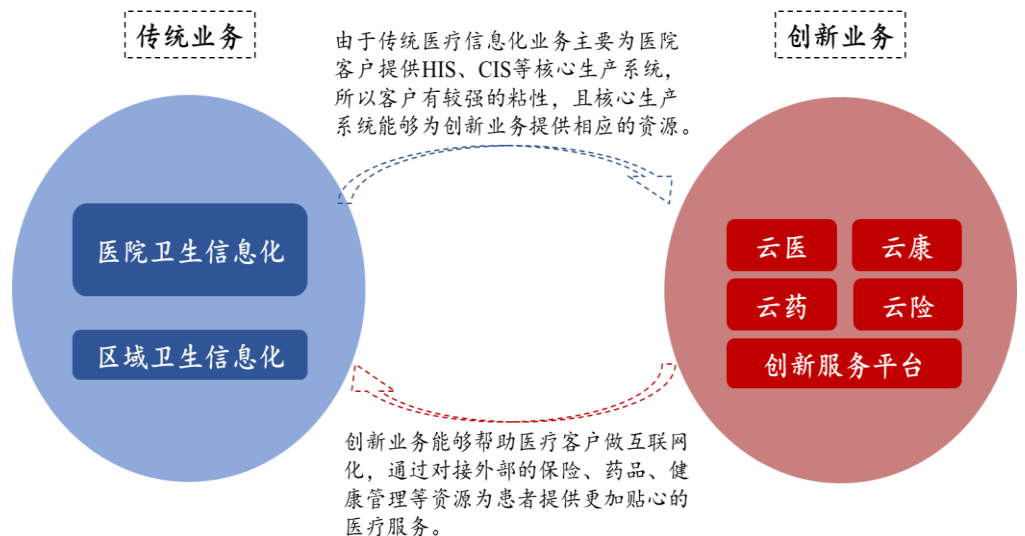 传统业务
创新业务
由于传统医疗信息化业务主要为医院
客户提供HIS、CIS等核心生产系统，
所以客户有较强的粘性，且核心生产
系统能够为创新业务提供相应的资源。
医院卫生信息化
区域卫生信息化
云医
云康
云药
云险
创新服务平台
创新业务能够帮助医疗客户做互联网
化，通过对接外部的保险、药品、健
康管理等资源为患者提供更加贴心的
医疗服务。